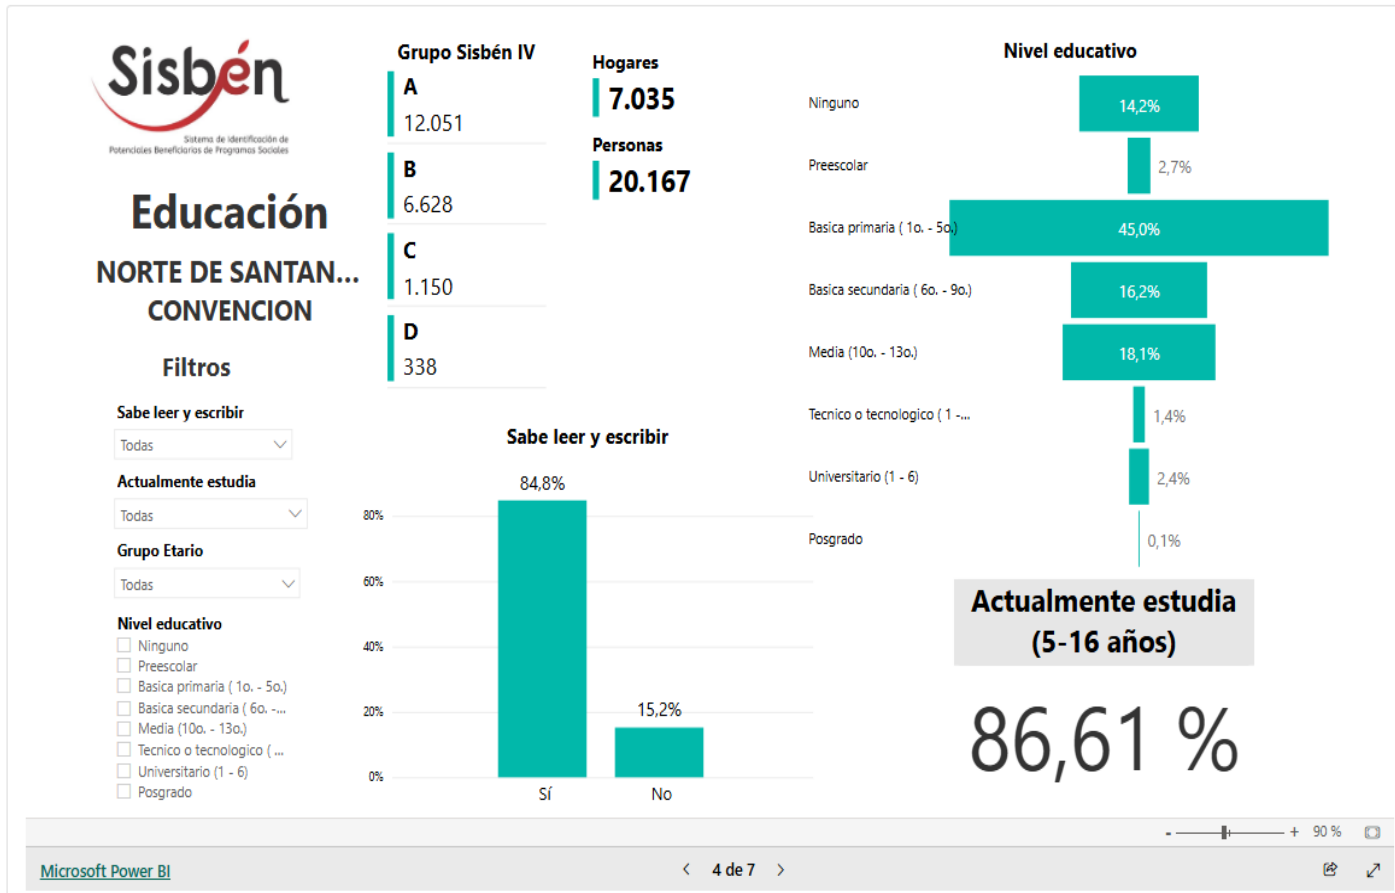 Sisbén
Sistema de Identificación de
Potenciales Beneficiarios de Programas Sociales
Educación
NORTE DE SANTAN...
CONVENCION
Filtros
Sabe leer y escribir
Todas
Actualmente estudia
Todas
Grupo Etario
Todas
Nivel educativo
Ninguno
Preescolar
Basica primaria ( 1o. - 5o.)
Basica secundaria ( 6o. -...
Media (10o. - 13o.)
Tecnico o tecnologico ( ...
Universitario (1 - 6)
Posgrado
Grupo Sisbén IV
A
12.051
B
6.628
C
1.150
D
338
Hogares
7.035
Personas
20.167
Sabe leer y escribir
84,8%
80%
60%
40%
20%
15,2%
0%
Sí
No
Nivel educativo
Ninguno
14,2%
Preescolar
2,7%
Basica primaria ( 1o. - 5o.)
45,0%
Basica secundaria ( 6o. - 9o.)
16,2%
Media (10o. - 13o.)
18,1%
Tecnico o tecnologico ( 1 -...
1,4%
Universitario (1 - 6)
2,4%
Posgrado
0,1%
Actualmente estudia
(5-16 años)
86,61 %
- + 90 %
Microsoft Power BI
4 de 7